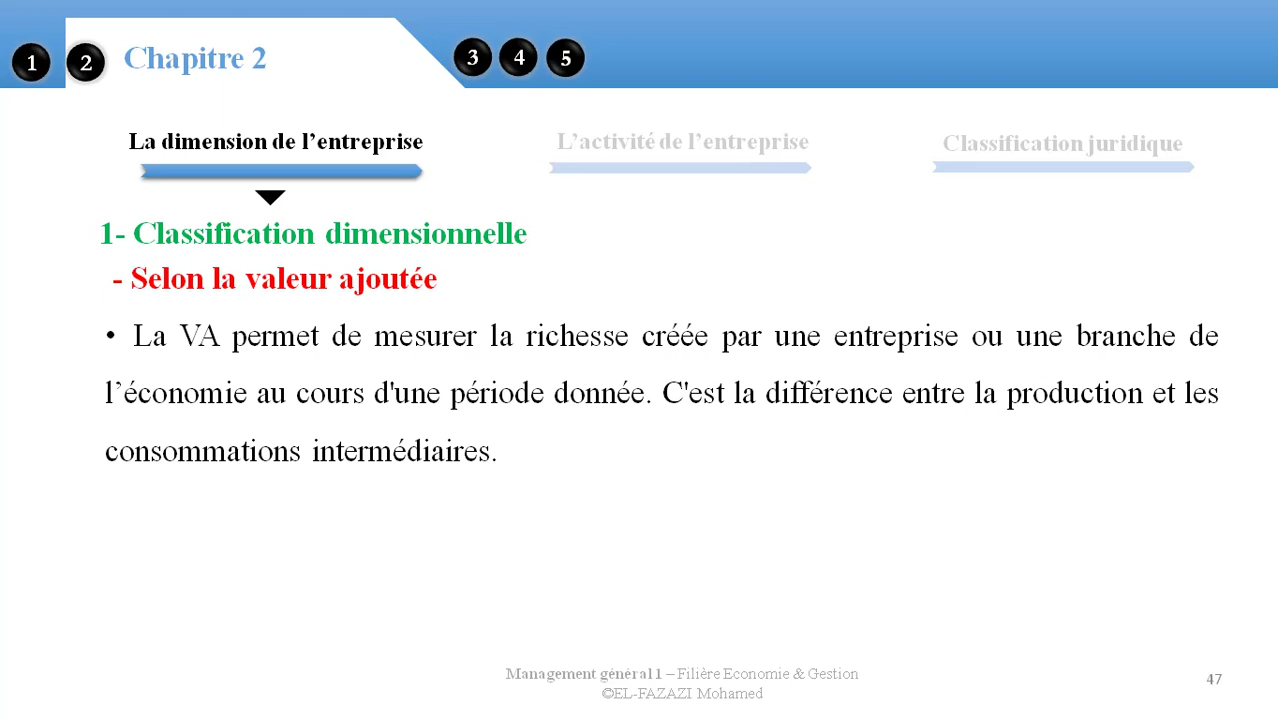 1 2 Chapitre 2 3 4 5
La dimension de l’entreprise L’activité de l’entreprise Classification juridique
1- Classification dimensionnelle
- Selon la valeur ajoutée
• La VA permet de mesurer la richesse créée par une entreprise ou une branche de
l’économie au cours d'une période donnée. C'est la différence entre la production et les
consommations intermédiaires.
Management général 1 – Filière Economie & Gestion
©EL-FAZAZI Mohamed
47